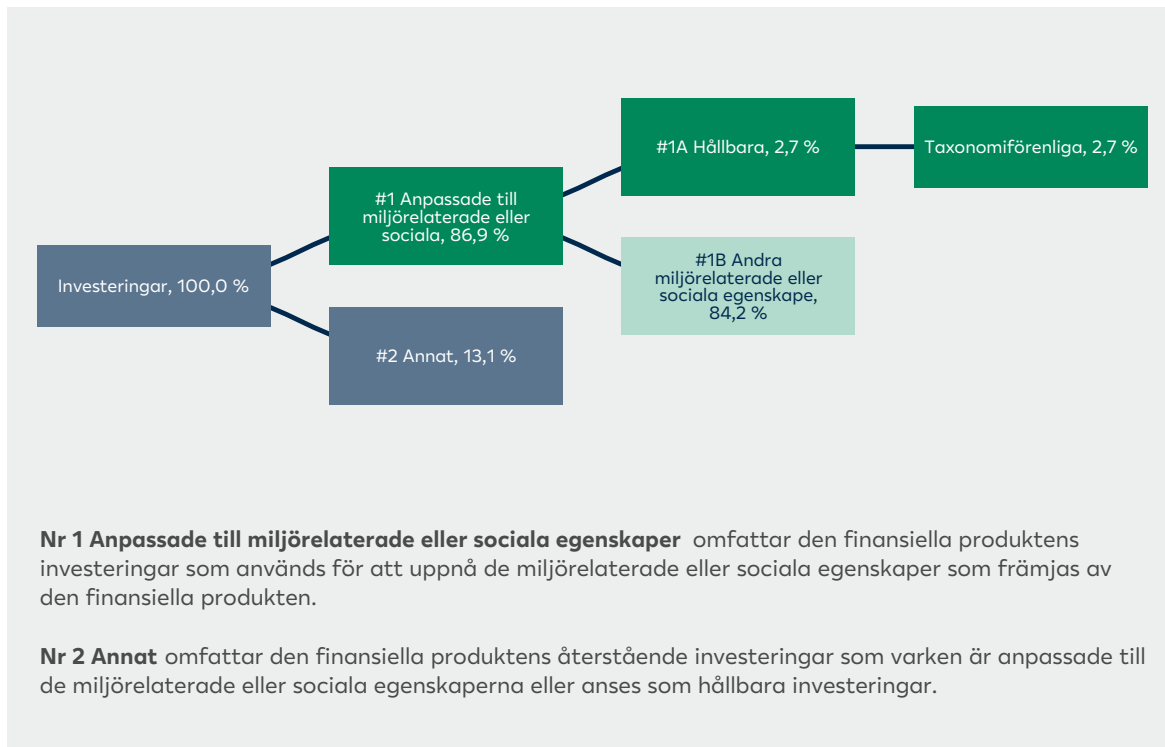 #1A Hållbara, 2,7 %
Taxonomiförenliga, 2,7 %
#1 Anpassade till
miljörelaterade eller
sociala, 86,9 %
#1B Andra
miljörelaterade eller
sociala egenskape,
84,2 %
Investeringar, 100,0 %
#2 Annat, 13,1 %
Nr 1 Anpassade till miljörelaterade eller sociala egenskaper omfattar den finansiella produktens
investeringar som används för att uppnå de miljörelaterade eller sociala egenskaper som främjas av
den finansiella produkten.
Nr 2 Annat omfattar den finansiella produktens återstående investeringar som varken är anpassade till
de miljörelaterade eller sociala egenskaperna eller anses som hållbara investeringar.